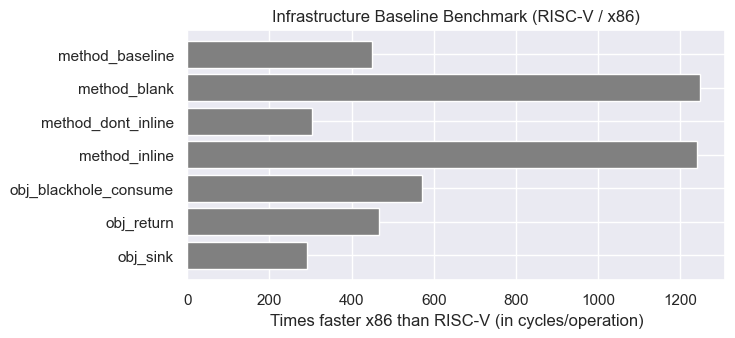 Infrastructure Baseline Benchmark (RISC-V / x86)
method_baseline
method_blank
method_dont_inline
method_inline
obj_blackhole_consume
obj_return
obj_sink
0 200 400 600 800 1000 1200
Times faster x86 than RISC-V (in cycles/operation)